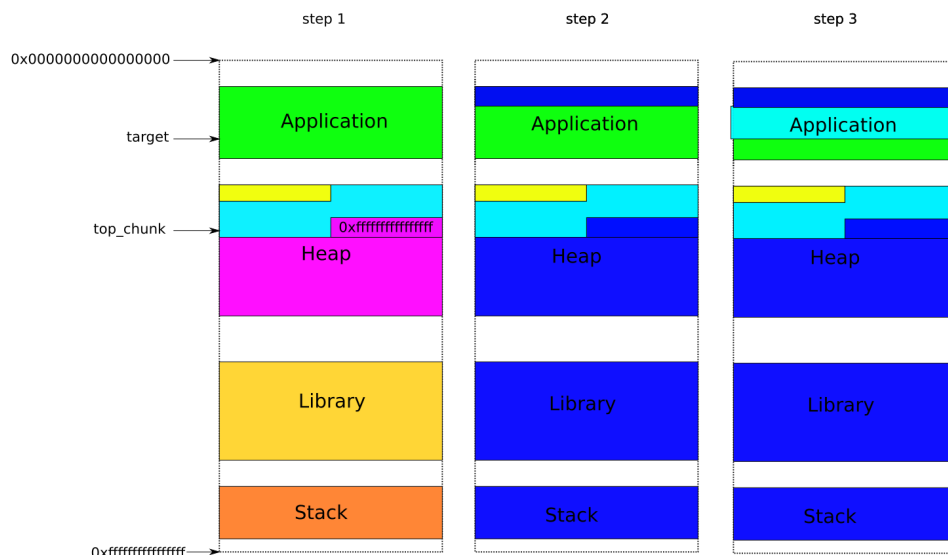 step 1
step 2
step 3
0x0000000000000000
target
Application
Application
Application
top_chunk
0xffffffffffffffff
Heap
Heap
Heap
Library
Library
Library
Stack
Stack
Stack
0xffffffffffffffff